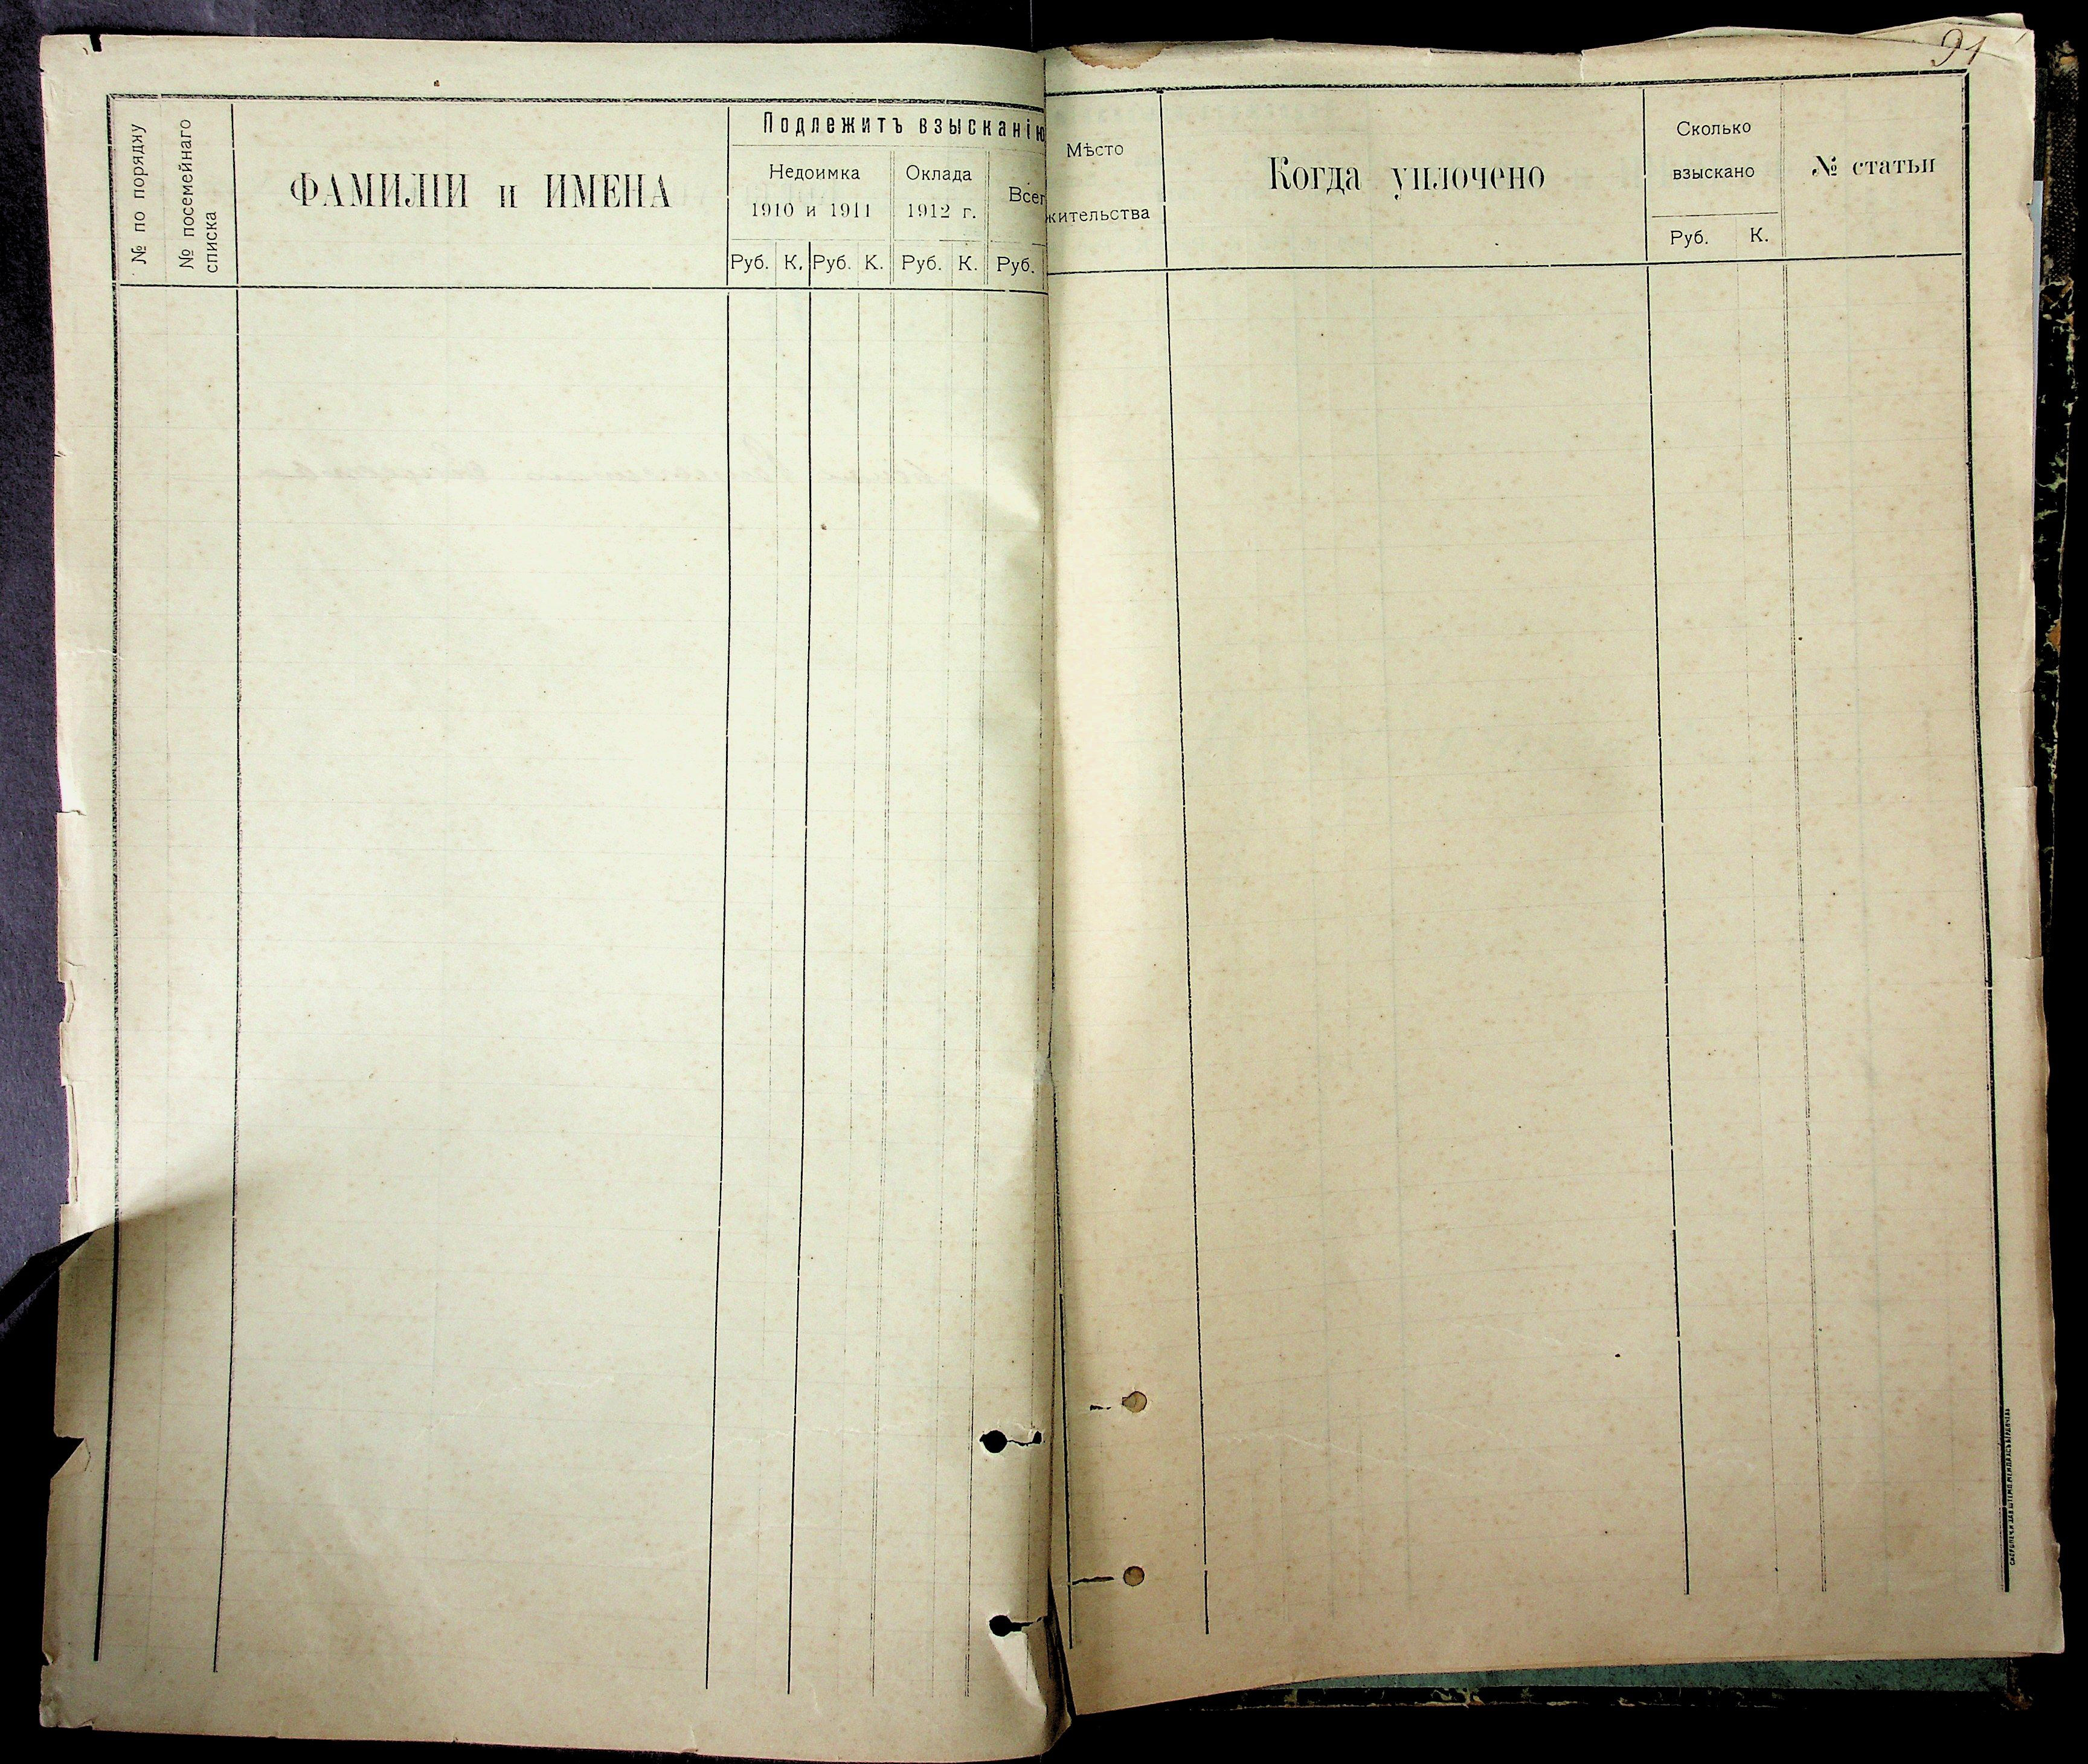 91
№ по порядку
№ посемейнаго
списка
ФАМИЛІИ и ИМЕНА
Подлежитъ взысканію
Недоимка
1910 и 1911
Оклада
1912 г.
Всег
Руб. К. Руб. К. Руб. К. Руб.
Мѣсто
жительства
Когда уплочено
Сколько
взыскано
Руб. К.
№ статьи